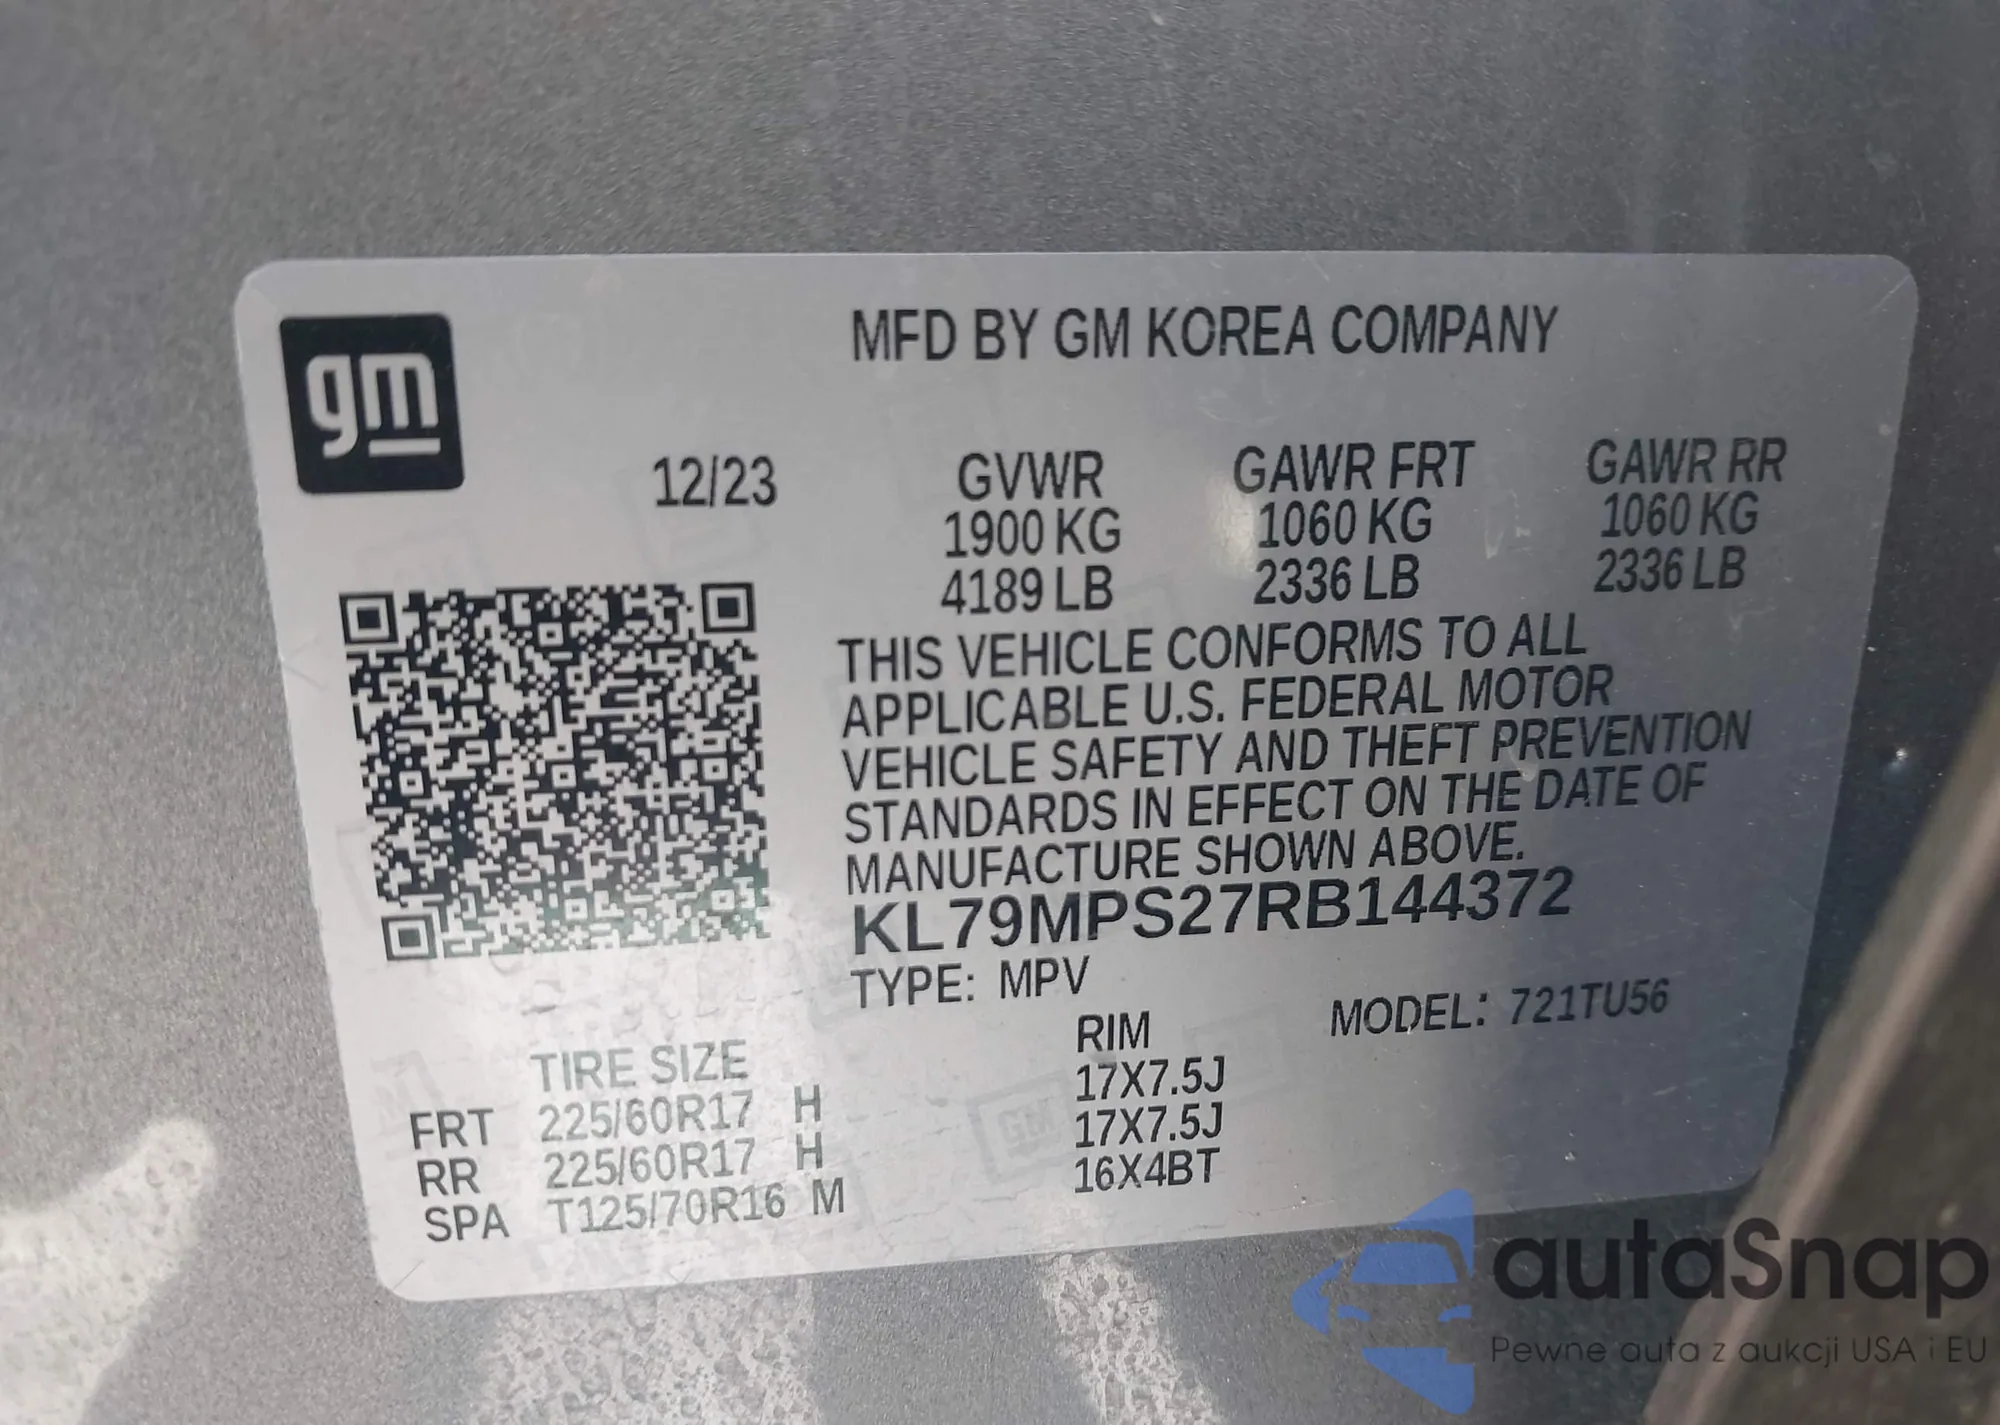 gm
MFD BY GM KOREA COMPANY
12/23
GVWR GAWR FRT GAWR RR
1900 KG 1060 KG 1060 KG
4189 LB 2336 LB 2336 LB
THIS VEHICLE CONFORMS TO ALL
APPLICABLE U.S. FEDERAL MOTOR
VEHICLE SAFETY AND THEFT PREVENTION
STANDARDS IN EFFECT ON THE DATE OF
MANUFACTURE SHOWN ABOVE.
KL79MPS27RB144372
TYPE: MPV
MODEL: 721TU56
TIRE SIZE RIM
FRT 225/60R17 H 17X7.5J
RR 225/60R17 H 17X7.5J
SPA T125/70R16 M 16X4BT
GM
autaSnap
Pewne auta z aukcji USA i EU